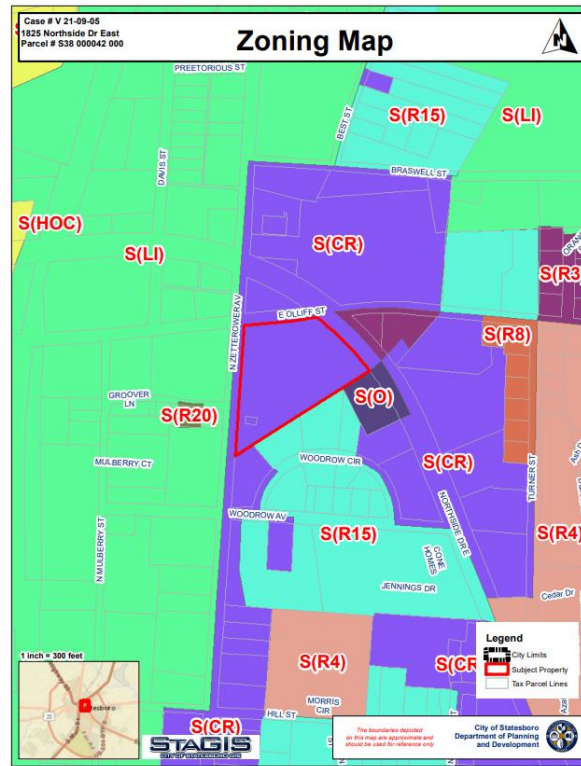 Case # V 21-09-05
1825 Northside Dr East
Parcel # S38 000042 000
Zoning Map
N
PREETORIOUS ST
BEST ST
S(R15)
S(LI)
DAVIS ST
BRASWELL ST
S(HOC)
S(CR)
S(LI)
S(R3
N ZETTEROWER AV
E OLLIFF ST
S(R8)
GROOVER
LN
S(R20)
S(O)
MULBERRY CT
WOODROW CIR
S(CR)
TURNER ST
N MULBERRY ST
WOODROW AV
NORTHSIDE DR E
S(R15)
CONE
HOMES
S(R4)
JENNINGS DR
Cedar Dr
1 inch = 300 feet
S(R4)
S(CR
Legend
City Limits
Subject Property
Tax Parcel Lines
MORRIS
CIR
HILL ST
S(CR)
STAGIS
The boundaries depicted
on this map are approximate and
should be used for reference only
City of Statesboro
Department of Planning
and Development